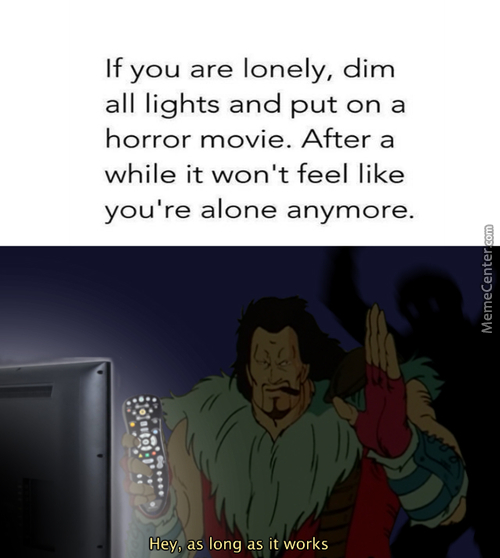 If you are lonely, dim
all lights and put on a
horror movie. After a
while it won't feel like
you're alone anymore.
MemeCenter.com
Hey, as long as it works